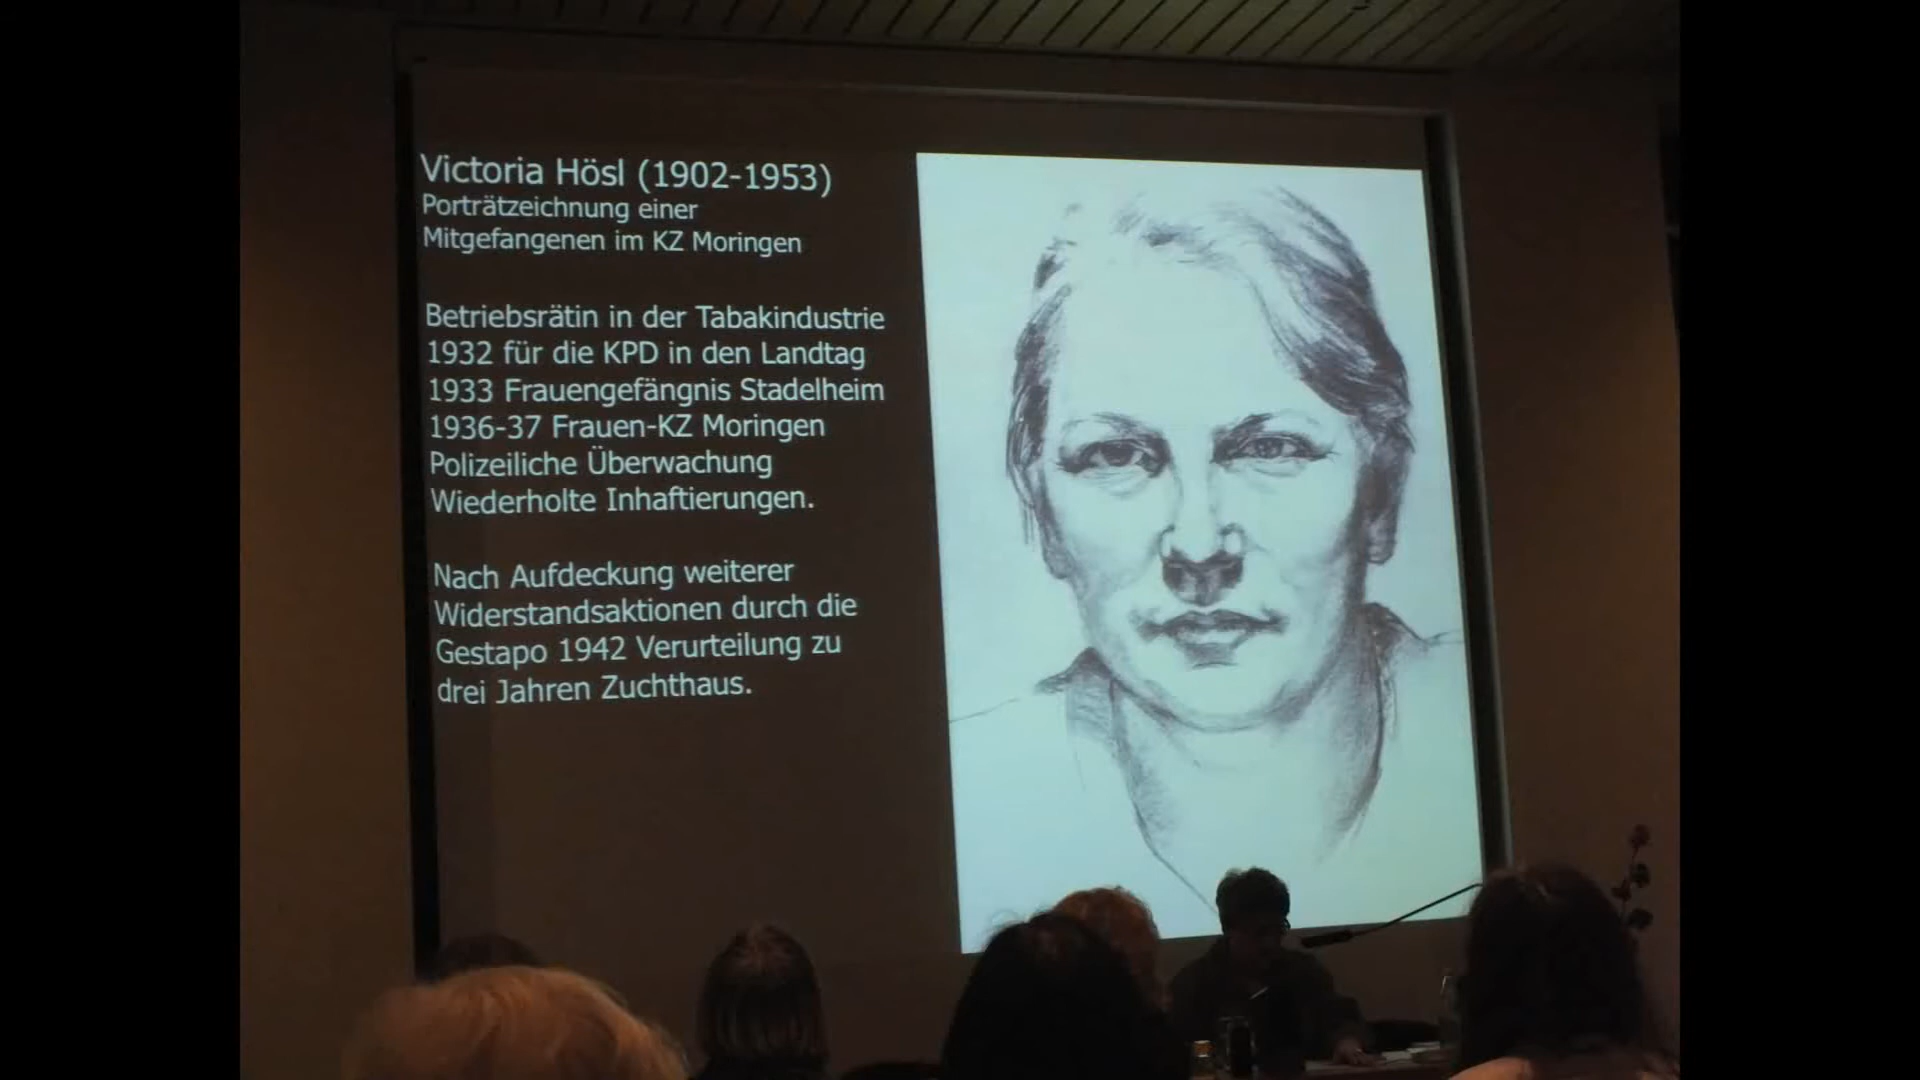 Victoria Hösl (1902-1953)
Porträtzeichnung einer
Mitgefangenen im KZ Moringen
Betriebsrätin in der Tabakindustrie
1932 für die KPD in den Landtag
1933 Frauengefängnis Stadelheim
1936-37 Frauen-KZ Moringen
Polizeiliche Überwachung
Wiederholte Inhaftierungen.
Nach Aufdeckung weiterer
Widerstandsaktionen durch die
Gestapo 1942 Verurteilung zu
drei Jahren Zuchthaus.